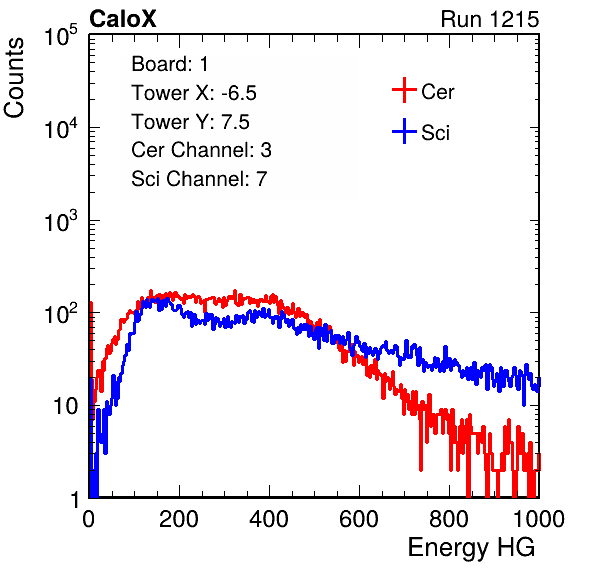 CaloX Run 1215
Counts
Board: 1
Tower X: -6.5
Tower Y: 7.5
Cer Channel: 3
Sci Channel: 7
Cer
Sci
10^5
10^4
10^3
10^2
10
1
0 200 400 600 800 1000
Energy HG